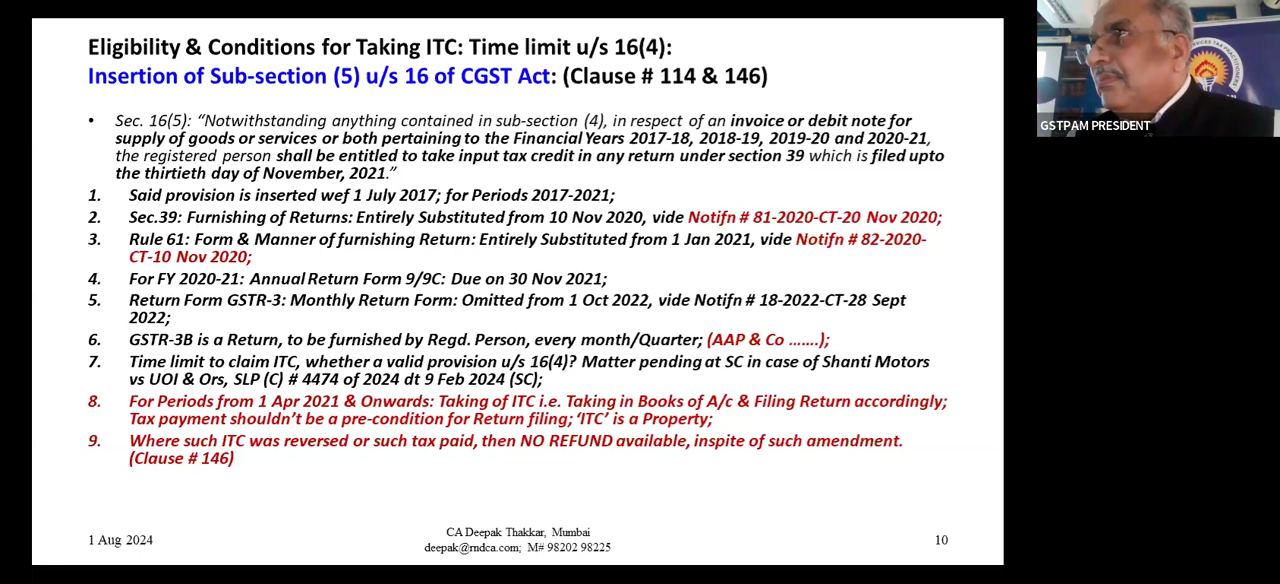 Eligibility & Conditions for Taking ITC: Time limit u/s 16(4):
Insertion of Sub-section (5) u/s 16 of CGST Act: (Clause # 114 & 146)
• Sec. 16(5): “Notwithstanding anything contained in sub-section (4), in respect of an invoice or debit note for
supply of goods or services or both pertaining to the Financial Years 2017-18, 2018-19, 2019-20 and 2020-21,
the registered person shall be entitled to take input tax credit in any return under section 39 which is filed upto
the thirtieth day of November, 2021.”
1. Said provision is inserted wef 1 July 2017; for Periods 2017-2021;
2. Sec.39: Furnishing of Returns: Entirely Substituted from 10 Nov 2020, vide Notifn # 81-2020-CT-20 Nov 2020;
3. Rule 61: Form & Manner of furnishing Return: Entirely Substituted from 1 Jan 2021, vide Notifn # 82-2020-
CT-10 Nov 2020;
4. For FY 2020-21: Annual Return Form 9/9C: Due on 30 Nov 2021;
5. Return Form GSTR-3: Monthly Return Form: Omitted from 1 Oct 2022, vide Notifn # 18-2022-CT-28 Sept
2022;
6. GSTR-3B is a Return, to be furnished by Regd. Person, every month/Quarter; (AAP & Co …….);
7. Time limit to claim ITC, whether a valid provision u/s 16(4)? Matter pending at SC in case of Shanti Motors
vs UOI & Ors, SLP (C) # 4474 of 2024 dt 9 Feb 2024 (SC);
8. For Periods from 1 Apr 2021 & Onwards: Taking of ITC i.e. Taking in Books of A/c & Filing Return accordingly;
Tax payment shouldn’t be a pre-condition for Return filing; ‘ITC’ is a Property;
9. Where such ITC was reversed or such tax paid, then NO REFUND available, inspite of such amendment.
(Clause # 146)
1 Aug 2024
CA Deepak Thakkar, Mumbai
deepak@rndca.com; M# 98202 98225
10
GSTPAM PRESIDENT